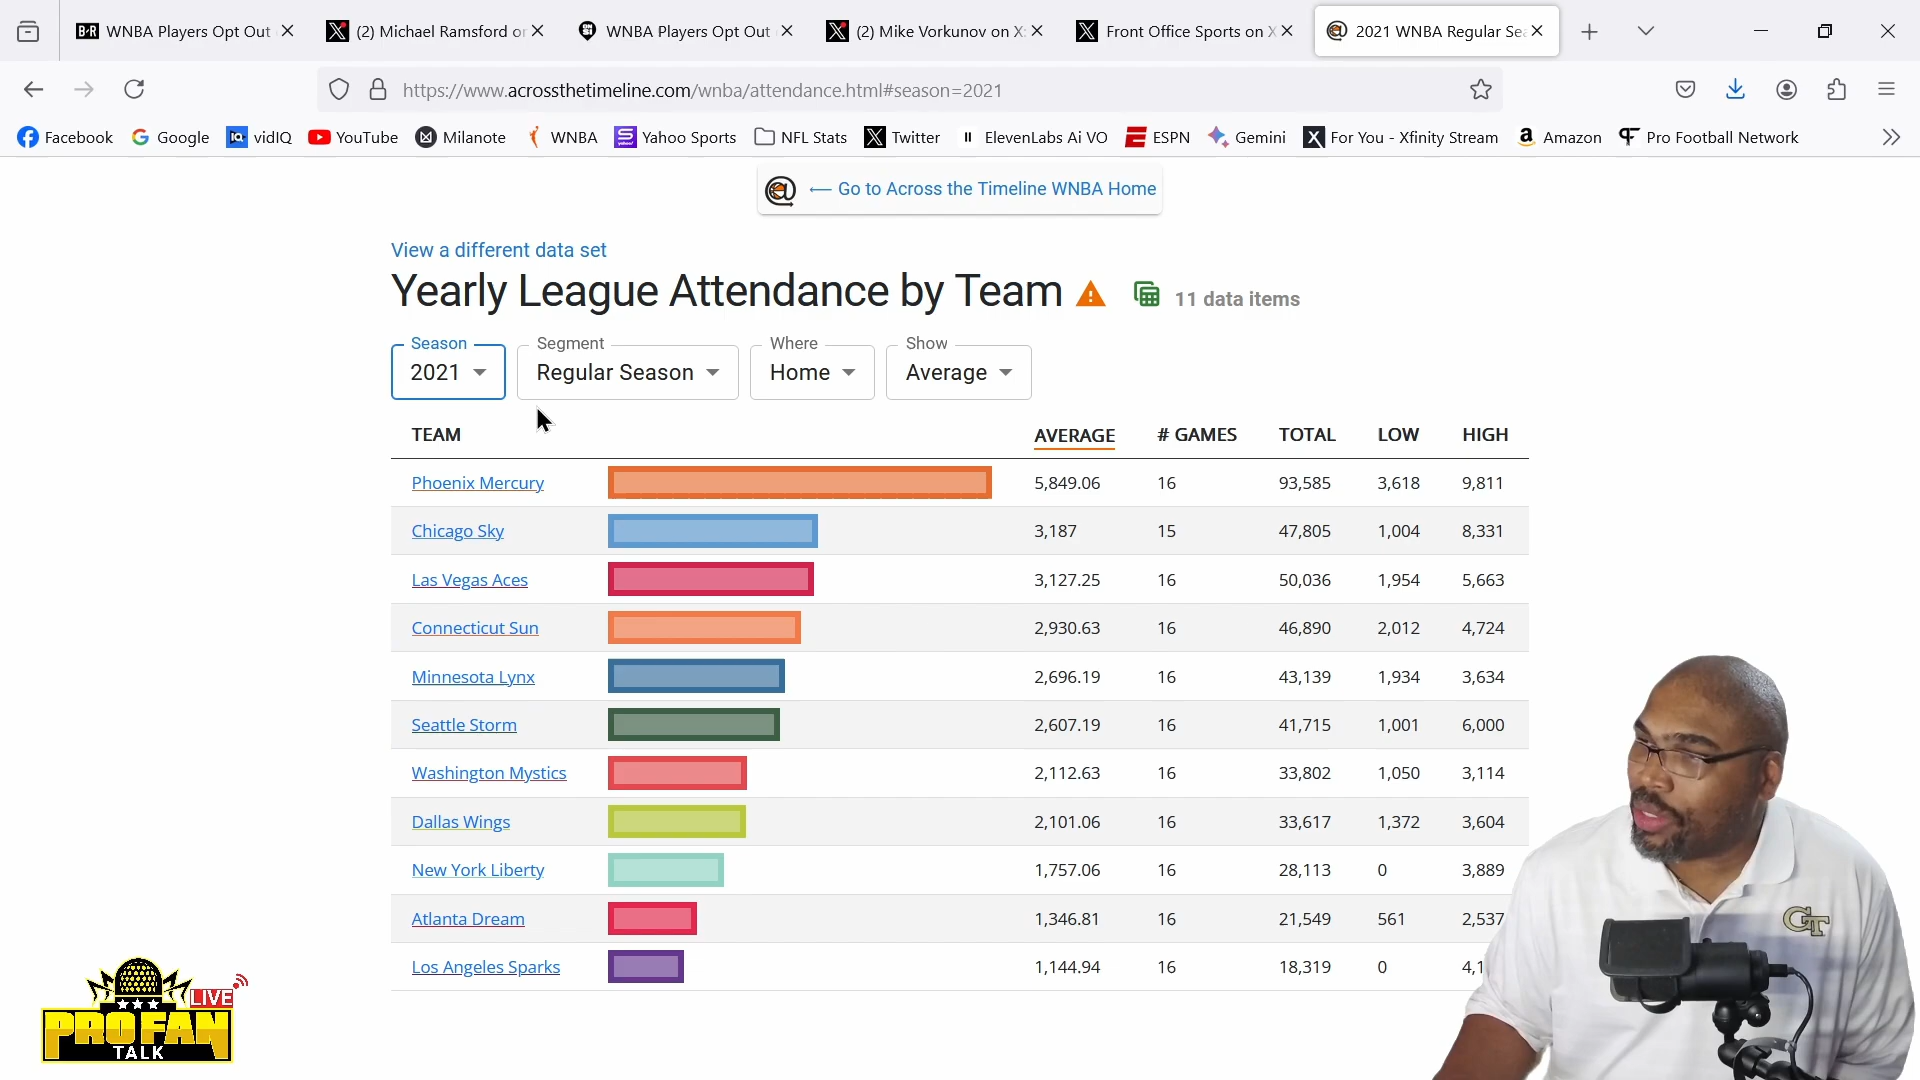 B/R WNBA Players Opt Out
(2) Michael Ramsford or
WNBA Players Opt Out
(2) Mike Vorkunov on X:
Front Office Sports on X
2021 WNBA Regular Sea
https://www.acrossthetimeline.com/wnba/attendance.html#season=2021
Facebook Google vidIQ YouTube Milanote WNBA Yahoo Sports NFL Stats Twitter ElevenLabs Ai VO ESPN Gemini For You - Xfinity Stream Amazon Pro Football Network
⟵ Go to Across the Timeline WNBA Home
View a different data set
Yearly League Attendance by Team 11 data items
Season Segment Where Show
2021 Regular Season Home Average
TEAM AVERAGE # GAMES TOTAL LOW HIGH
Phoenix Mercury 5,849.06 16 93,585 3,618 9,811
Chicago Sky 3,187 15 47,805 1,004 8,331
Las Vegas Aces 3,127.25 16 50,036 1,954 5,663
Connecticut Sun 2,930.63 16 46,890 2,012 4,724
Minnesota Lynx 2,696.19 16 43,139 1,934 3,634
Seattle Storm 2,607.19 16 41,715 1,001 6,000
Washington Mystics 2,112.63 16 33,802 1,050 3,114
Dallas Wings 2,101.06 16 33,617 1,372 3,604
New York Liberty 1,757.06 16 28,113 0 3,889
Atlanta Dream 1,346.81 16 21,549 561 2,537
Los Angeles Sparks 1,144.94 16 18,319 0 4,1
GT
LIVE
PRO FAN
TALK